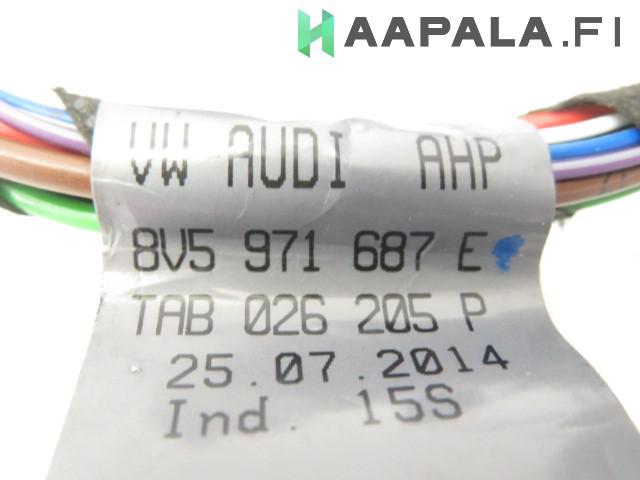 HAAPALA.FI
VW AUDI AHP
8V5 971 687 E
TAB 026 205 P
25.07.2014
Ind. 15S